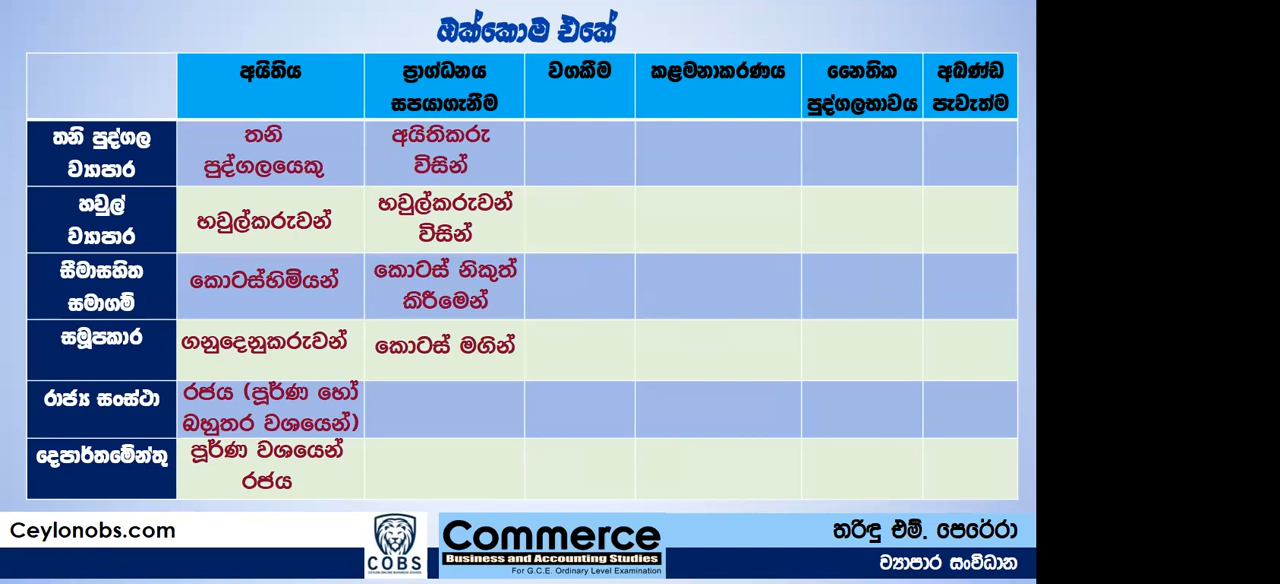 ඔක්කොම එකේ
අයිතිය
ප්‍රාග්ධනය
සපයාගැනීම
වගකීම
කළමනාකරණය
නෛතික
පුද්ගලභාවය
අඛණ්ඩ
පැවැත්ම
තනි පුද්ගල
ව්‍යාපාර
තනි
පුද්ගලයෙකු
අයිතිකරු
විසින්
හවුල්
ව්‍යාපාර
හවුල්කරුවන්
හවුල්කරුවන්
විසින්
සීමාසහිත
සමාගම්
කොටස්හිමියන්
කොටස් නිකුත්
කිරීමෙන්
සමූපකාර
ගනුදෙනුකරුවන්
කොටස් මගින්
රාජ්‍ය සංස්ථා
රජය (පූර්ණ හෝ
බහුතර වශයෙන්)
දෙපාර්තමේන්තු
පූර්ණ වශයෙන්
රජය
Ceylonobs.com
COBS
Commerce
Business and Accounting Studies
For G.C.E. Ordinary Level Examination
තරිඳු එම්. පෙරේරා
ව්‍යාපාර සංවිධාන